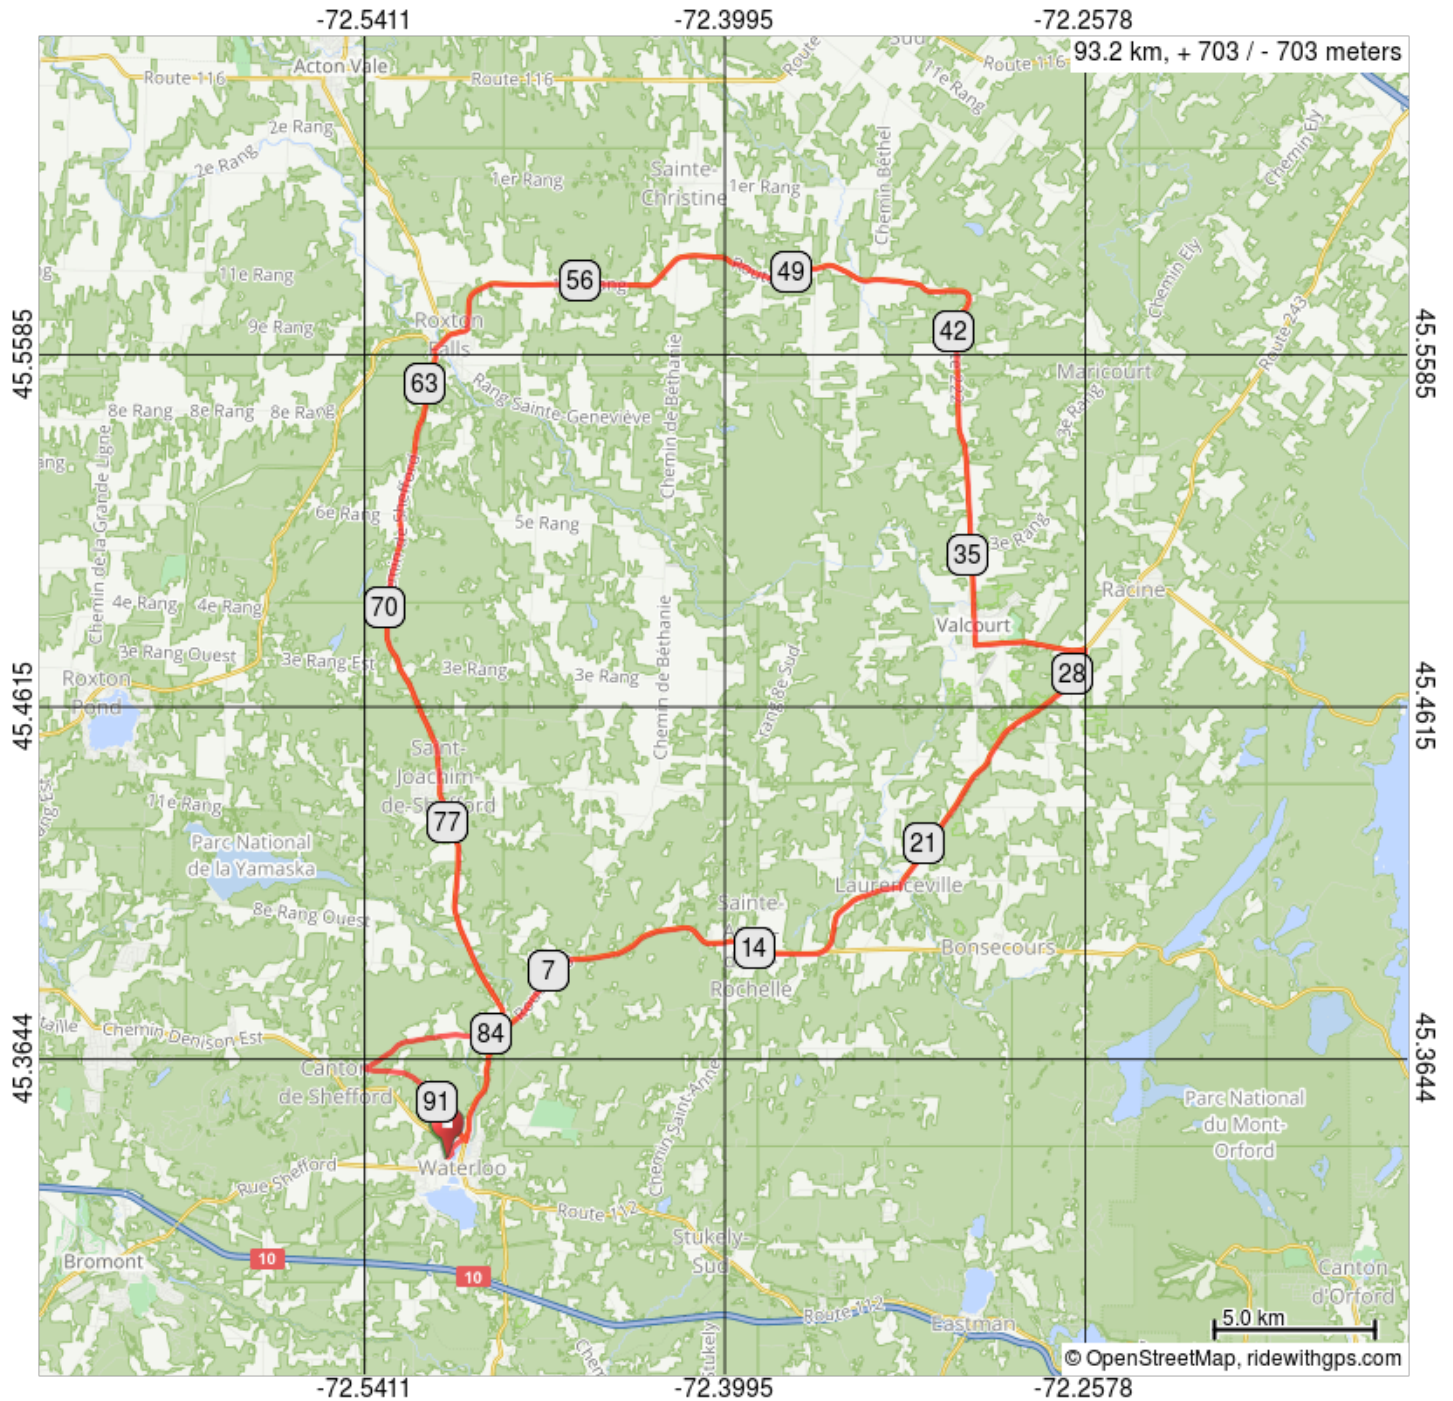 -72.5411
-72.3995
-72.2578
93.2 km, + 703 / - 703 meters
Acton Vale
Route 116
Route 116
Route
Sud
Route 116
11e Rang
2e Rang
2e Rang
1er Rang
Sainte-
Christine
1er Rang
Chemin Béthel
Chemin Ely
11e Rang
Chemin Ely
56
49
42
Roxton
Falls
9e Rang
45.5585
45.5585
63
Rang Sainte-Geneviève
Chemin de Béthanie
Maricourt
Route 243
8e Rang
8e Rang
8e Rang
3e Rang
Chemin de la Grande Ligne
6e Rang
5e Rang
35
3e Rang
4e Rang
4e Rang
70
Chemin de Béthanie
Racine
Valcourt
3e Rang Ouest
3e Rang Est
3e Rang
3e Rang
28
Roxton
Pond
45.4615
45.4615
Saint-
Joachim-
de-Shefford
11e Rang
77
Parc National
de la Yamaska
21
Laurenceville
8e Rang Ouest
Sainte-
14
Bonsecours
7
Rochelle
84
Chemin Denison Est
45.3644
45.3644
Canton
de Shefford
91
Chemin Saint-Anne
Parc National
du Mont-
Orford
Waterloo
Rue Shefford
Route 112
Stukely-
Sud
Bromont
10
10
Canton
d'Orford
Route 112
Eastman
Stukely
5.0 km
© OpenStreetMap, ridewithgps.com
-72.5411
-72.3995
-72.2578